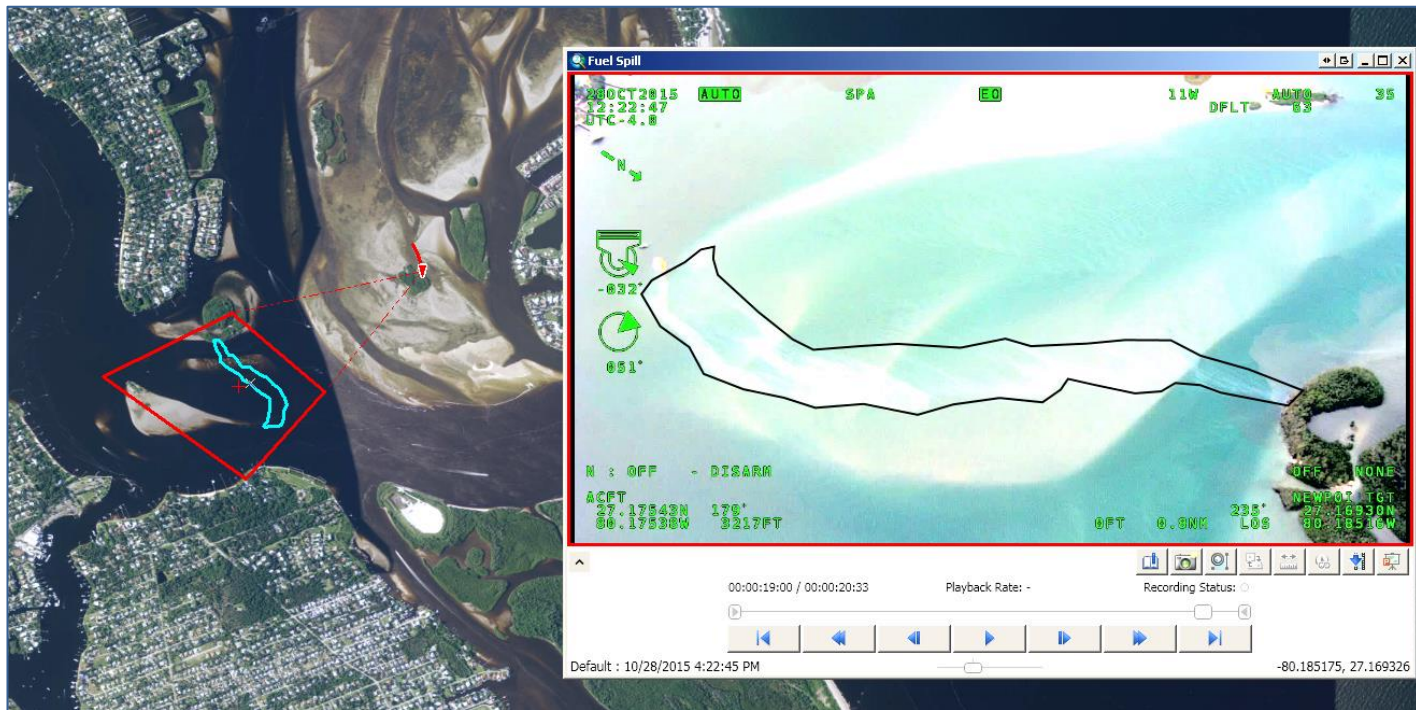 Fuel Spill
28OCT2015 AUTO SPA EO 11W AUTO 35
12:22:47 DFLT 03
UTC-4.0
N
-032°
051°
N : OFF - DISARM OFF NONE
ACFT NEWPOI TGT
27.17543N 179° 235° 27.16930N
80.17538W 3217FT 0FT 0.8NM LOS 80.18516W
00:00:19:00 / 00:00:20:33 Playback Rate: - Recording Status:
Default : 10/28/2015 4:22:45 PM -80.185175, 27.169326